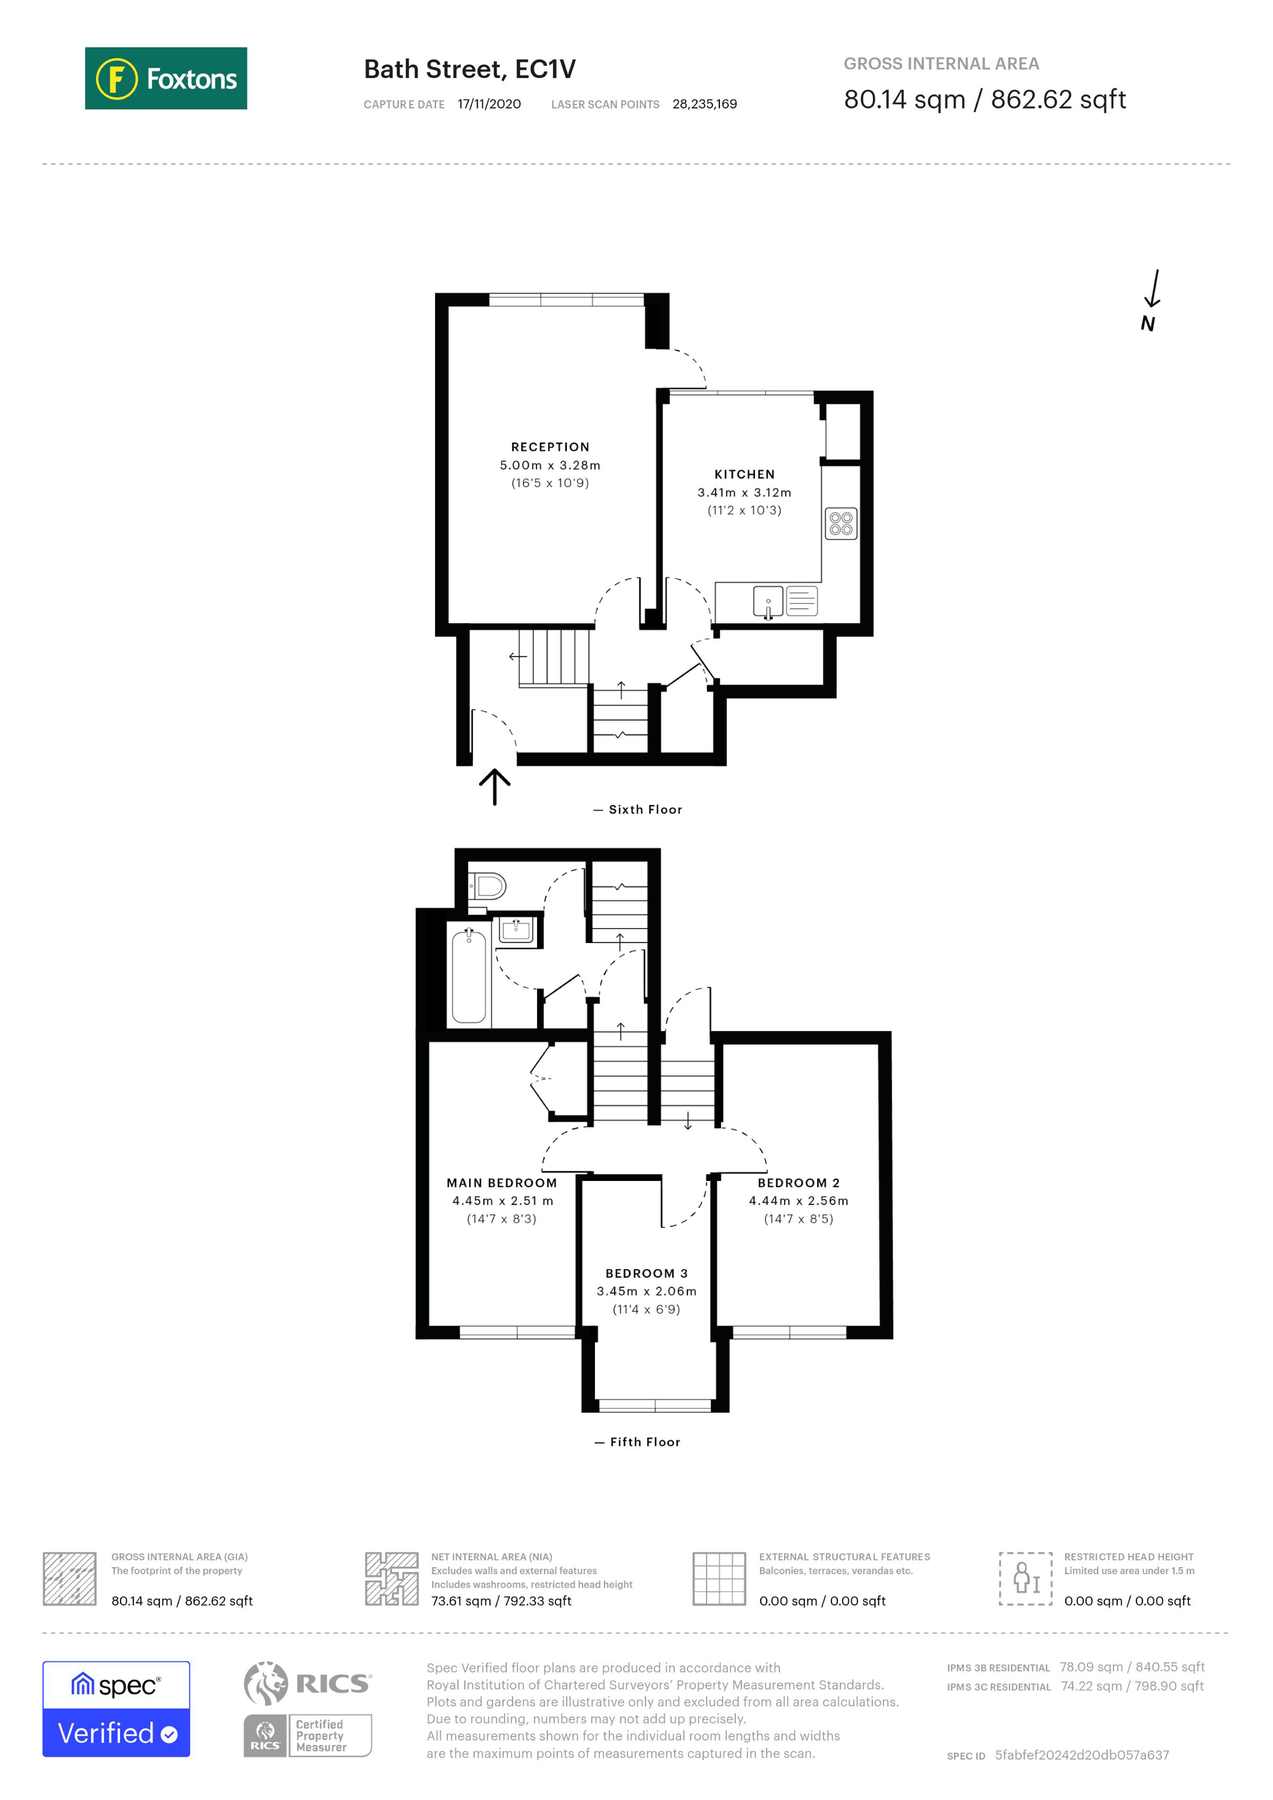 Foxtons
Bath Street, EC1V
CAPTURE DATE 17/11/2020 LASER SCAN POINTS 28,235,169
GROSS INTERNAL AREA
80.14 sqm / 862.62 sqft
N
RECEPTION
5.00m x 3.28m
(16'5 x 10'9)
KITCHEN
3.41m x 3.12m
(11'2 x 10'3)
— Sixth Floor
MAIN BEDROOM
4.45m x 2.51 m
(14'7 x 8'3)
BEDROOM 2
4.44m x 2.56m
(14'7 x 8'5)
BEDROOM 3
3.45m x 2.06m
(11'4 x 6'9)
— Fifth Floor
GROSS INTERNAL AREA (GIA)
The footprint of the property
80.14 sqm / 862.62 sqft
NET INTERNAL AREA (NIA)
Excludes walls and external features
Includes washrooms, restricted head height
73.61 sqm / 792.33 sqft
EXTERNAL STRUCTURAL FEATURES
Balconies, terraces, verandas etc.
0.00 sqm / 0.00 sqft
RESTRICTED HEAD HEIGHT
Limited use area under 1.5 m
0.00 sqm / 0.00 sqft
spec®
Verified
RICS
RICS
Certified
Property
Measurer
Spec Verified floor plans are produced in accordance with
Royal Institution of Chartered Surveyors' Property Measurement Standards.
Plots and gardens are illustrative only and excluded from all area calculations.
Due to rounding, numbers may not add up precisely.
All measurements shown for the individual room lengths and widths
are the maximum points of measurements captured in the scan.
IPMS 3B RESIDENTIAL 78.09 sqm / 840.55 sqft
IPMS 3C RESIDENTIAL 74.22 sqm / 798.90 sqft
SPEC ID 5fabfef20242d20db057a637